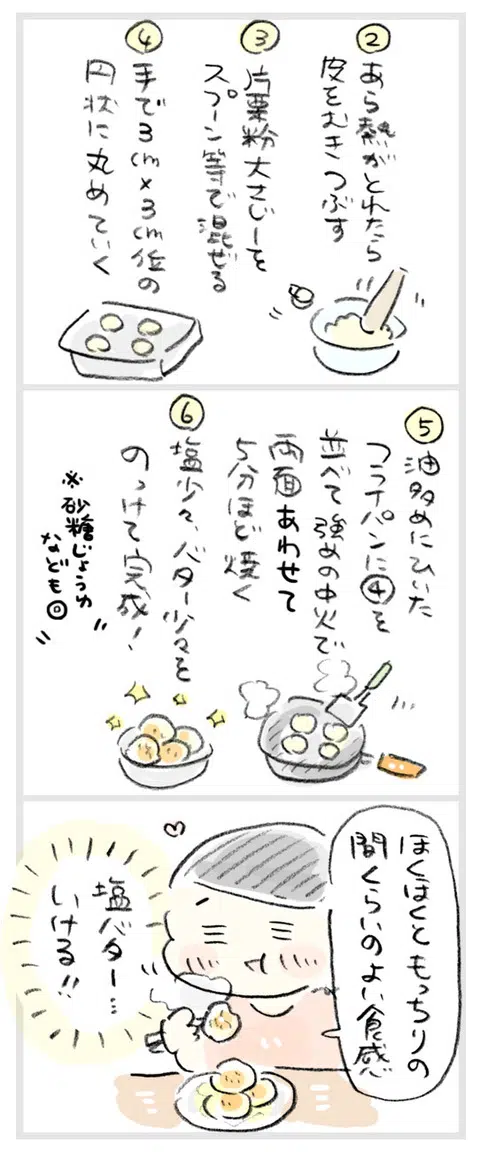 ②
あら熱がとれたら
皮をむきつぶす
③
片栗粉大さじ一を
スプーン等で混ぜる
④
手で3cm×3cm位の
円状に丸めていく
⑤
油多めにひいた
フライパンに④を
並べて強めの中火で
両面あわせて
5分ほど焼く
⑥
塩少々、バター少々を
のっけて完成!
※砂糖じょうゆ
なども◎
ほくほくともっちりの
間くらいのよい食感
塩バター…
いける!!